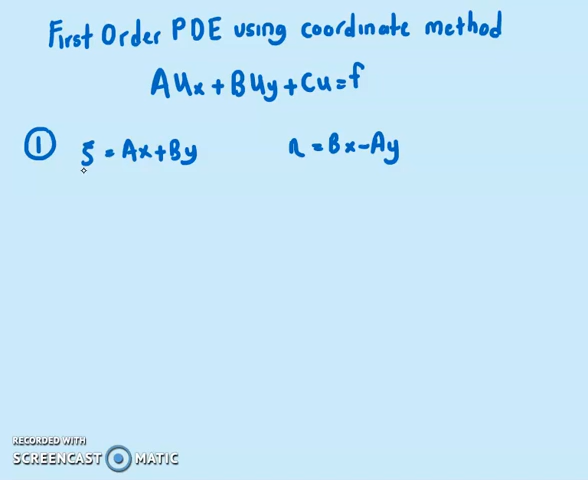 First Order PDE using coordinate method
Aux + Buy + Cu = f
① ξ = Ax + By η = Bx - Ay
RECORDED WITH
SCREENCAST MATIC